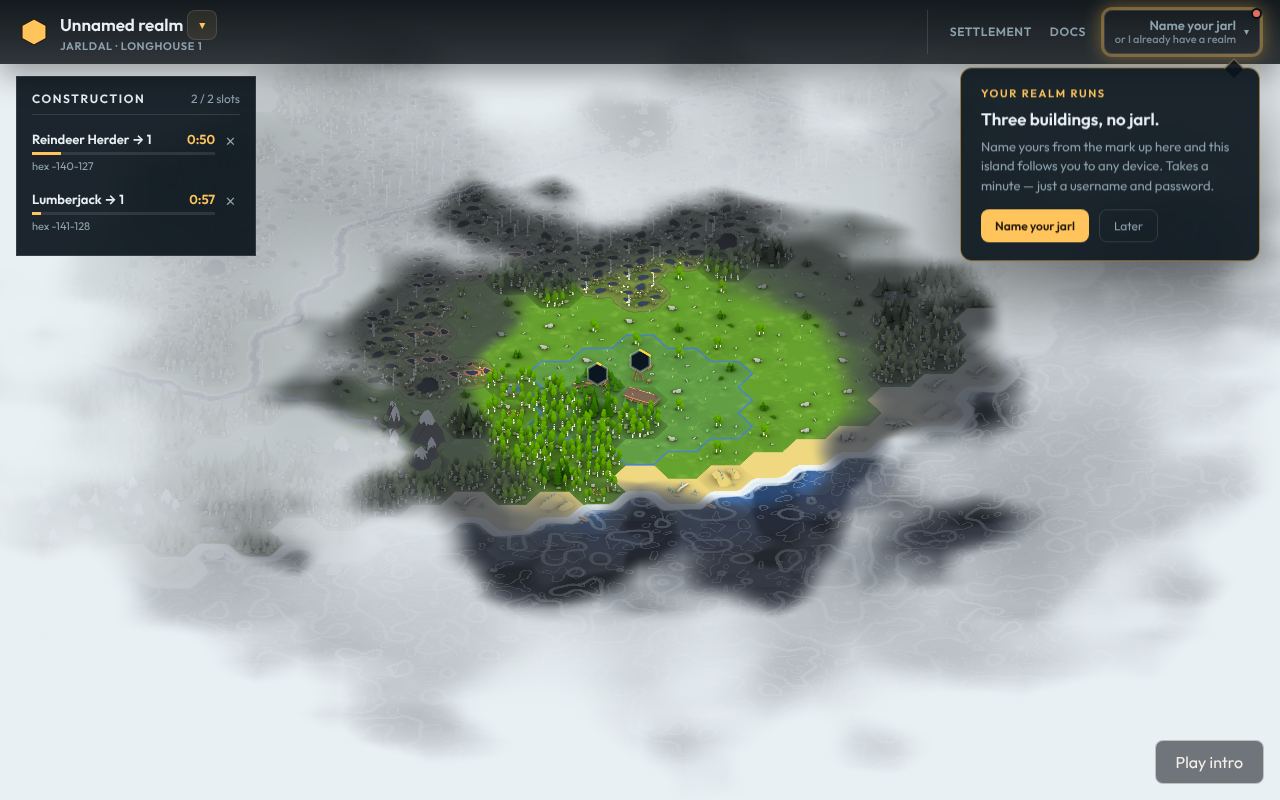 Unnamed realm
JARLDAL · LONGHOUSE 1
SETTLEMENT
DOCS
Name your jarl
or I already have a realm
CONSTRUCTION
2 / 2 slots
Reindeer Herder → 1
0:50
hex -140-127
Lumberjack → 1
0:57
hex -141-128
YOUR REALM RUNS
Three buildings, no jarl.
Name yours from the mark up here and this
island follows you to any device. Takes a
minute — just a username and password.
Name your jarl
Later
Play intro